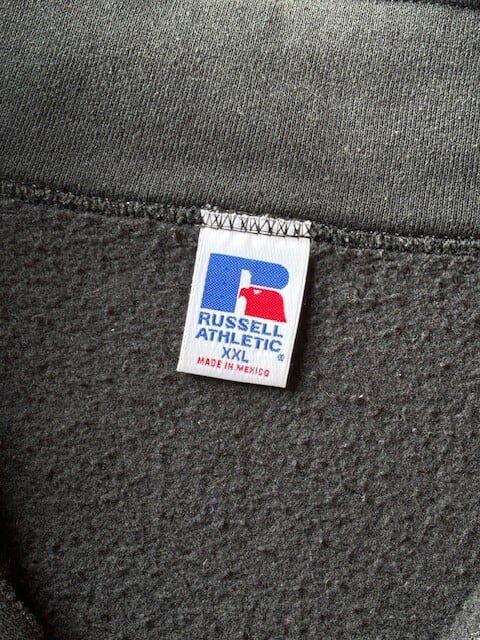 R
RUSSELL
ATHLETIC®
XXL
MADE IN MEXICO